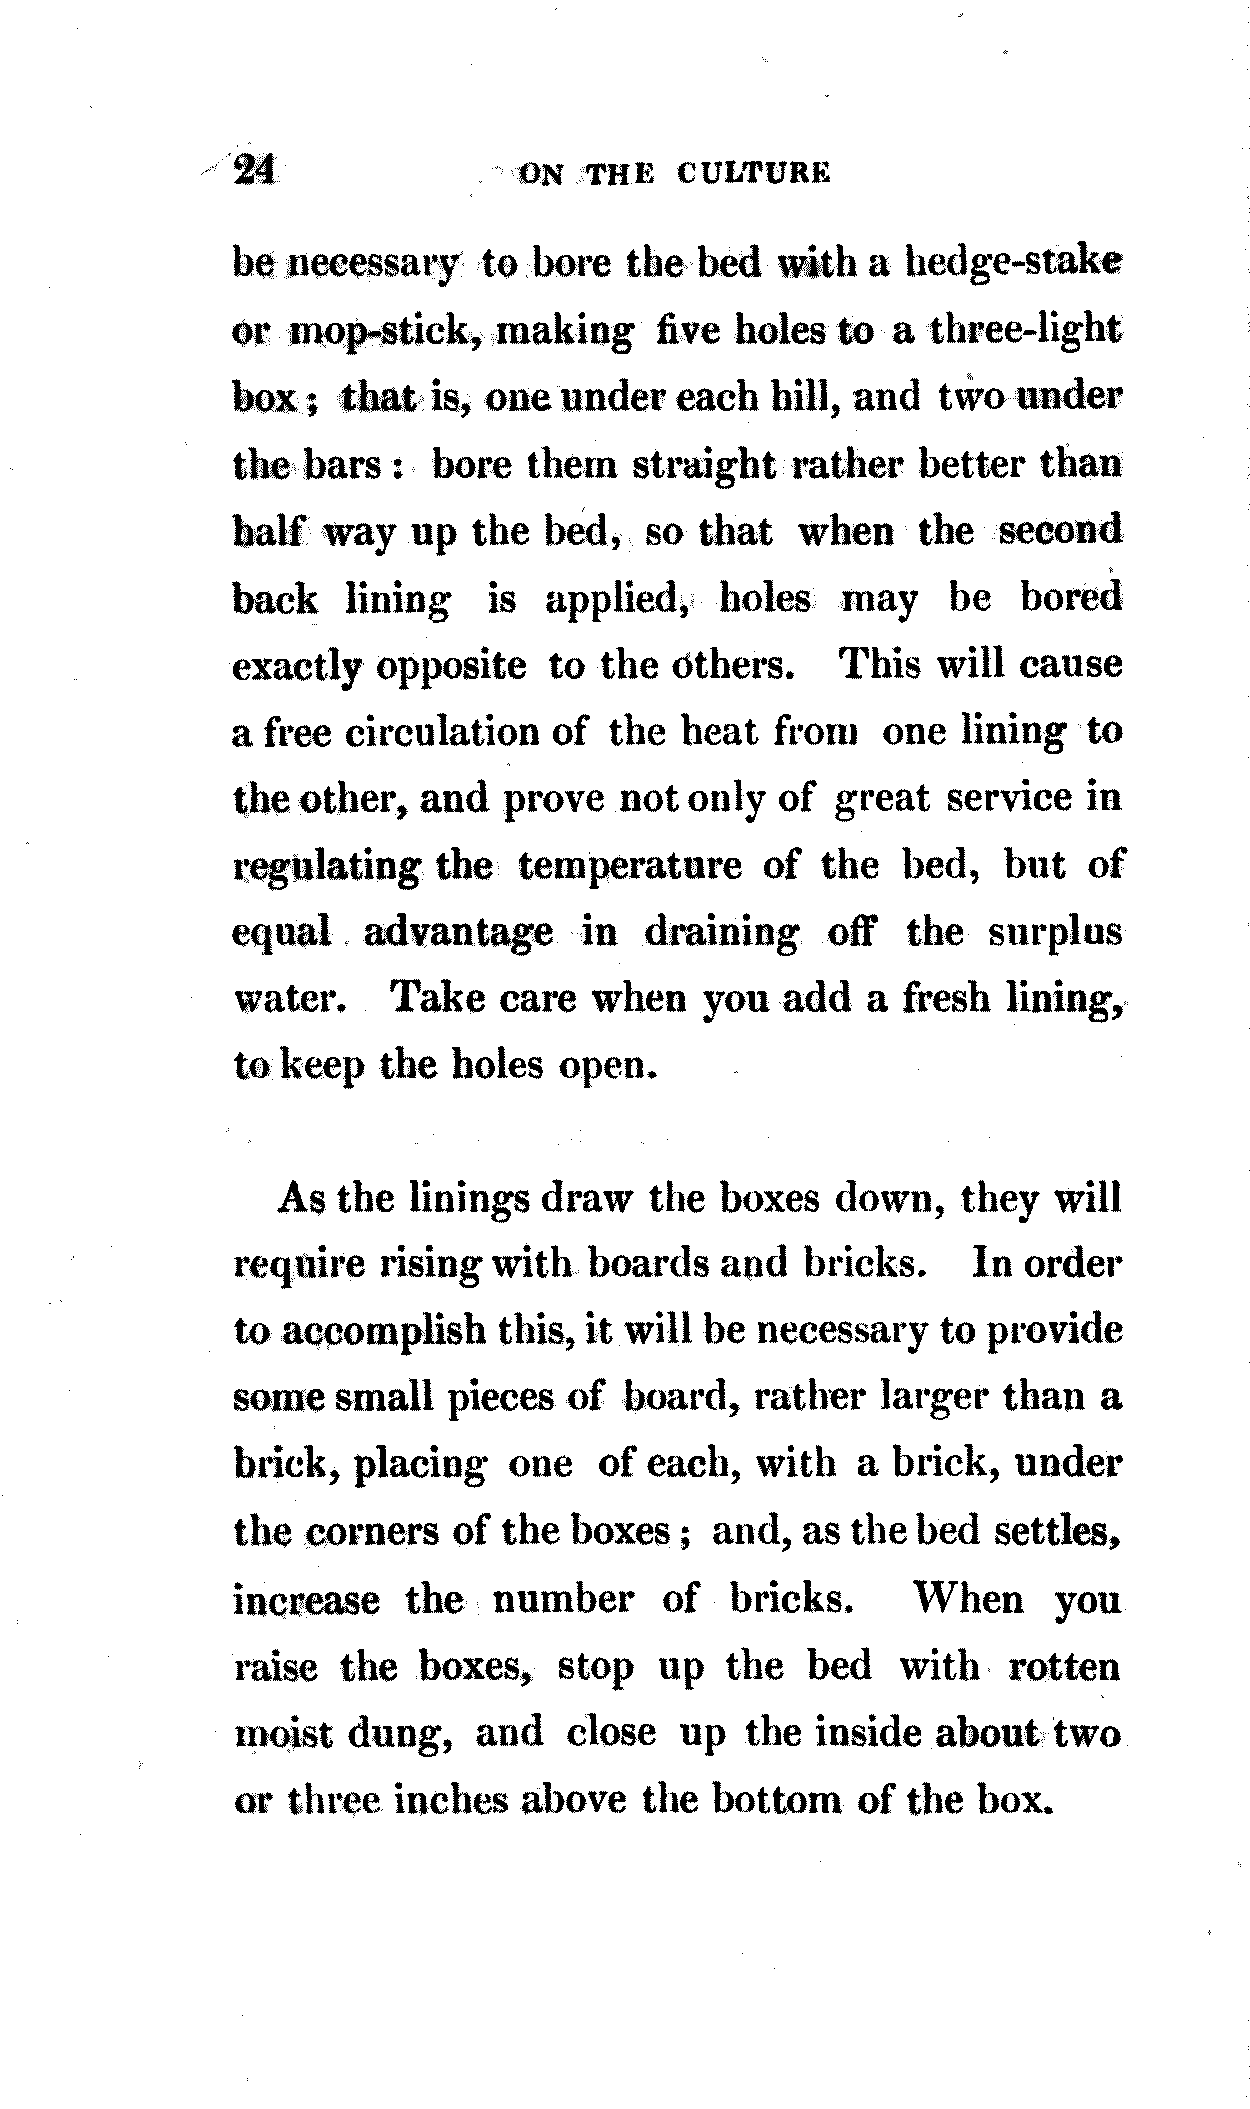 24 ON THE CULTURE
be necessary to bore the bed with a hedge-stake
or mop-stick, making five holes to a three-light
box; that is, one under each hill, and two under
the bars: bore them straight rather better than
half way up the bed, so that when the second
back lining is applied, holes may be bored
exactly opposite to the others. This will cause
a free circulation of the heat from one lining to
the other, and prove not only of great service in
regulating the temperature of the bed, but of
equal advantage in draining off the surplus
water. Take care when you add a fresh lining,
to keep the holes open.
As the linings draw the boxes down, they will
require rising with boards and bricks. In order
to accomplish this, it will be necessary to provide
some small pieces of board, rather larger than a
brick, placing one of each, with a brick, under
the corners of the boxes; and, as the bed settles,
increase the number of bricks. When you
raise the boxes, stop up the bed with rotten
moist dung, and close up the inside about two
or three inches above the bottom of the box.